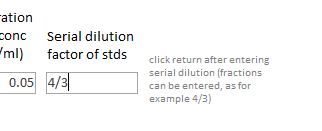 ration
conc
/ml)
Serial dilution
factor of stds
0.05
4/3
click return after entering
serial dilution (fractions
can be entered, as for
example 4/3)